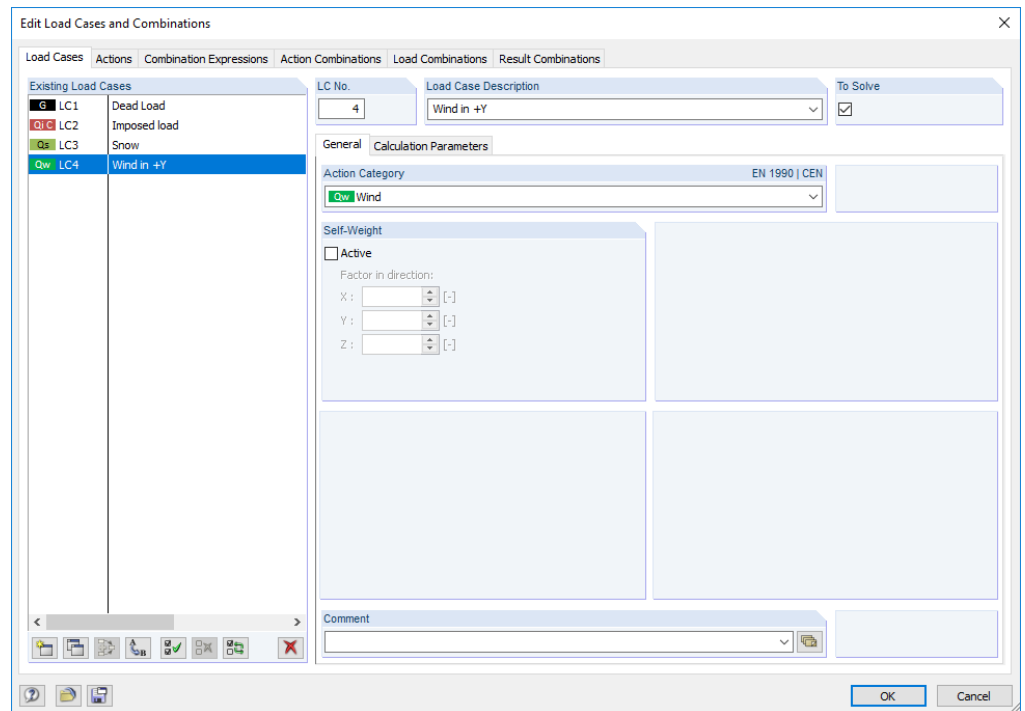 Edit Load Cases and Combinations
Load Cases Actions Combination Expressions Action Combinations Load Combinations Result Combinations
Existing Load Cases
G LC1 Dead Load
Qi C LC2 Imposed load
Qs LC3 Snow
Qw LC4 Wind in +Y
LC No.
4
Load Case Description
Wind in +Y
To Solve
General Calculation Parameters
Action Category EN 1990 | CEN
Qw Wind
Self-Weight
Active
Factor in direction:
X : [-]
Y : [-]
Z : [-]
Comment
OK Cancel